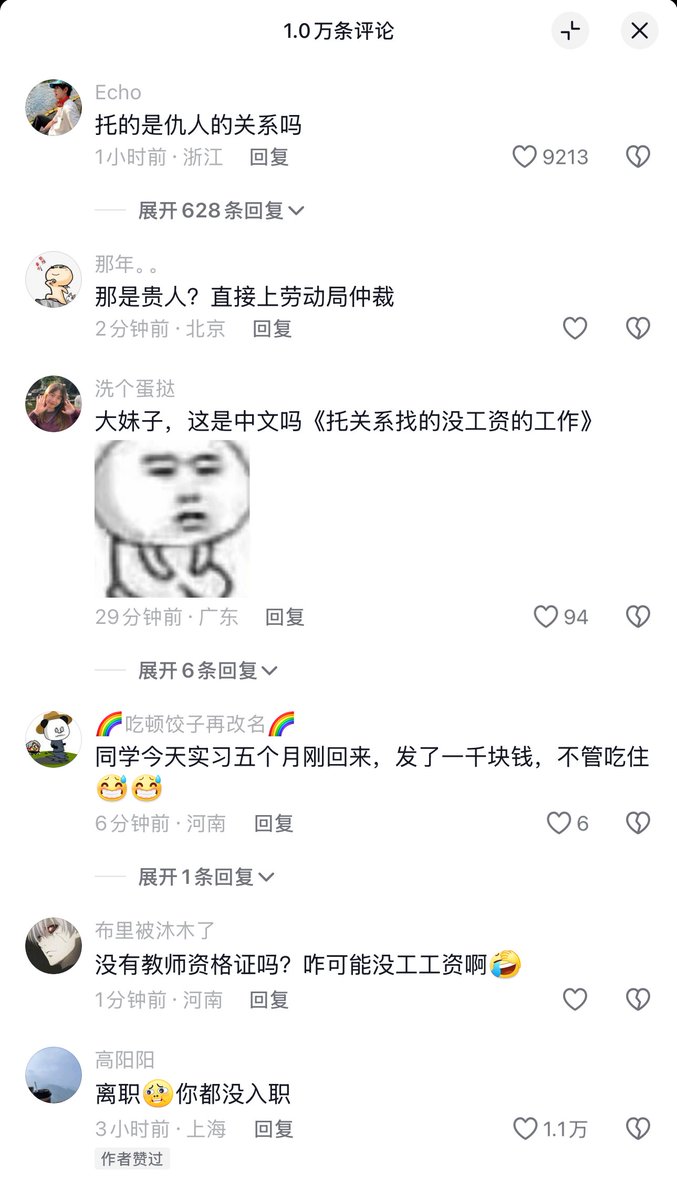 1.0万条评论
Echo
托的是仇人的关系吗
1小时前 · 浙江 回复 9213
展开628条回复
那年。。
那是贵人？直接上劳动局仲裁
2分钟前 · 北京 回复
洗个蛋挞
大妹子，这是中文吗《托关系找的没工资的工作》
29分钟前 · 广东 回复 94
展开6条回复
🌈吃顿饺子再改名🌈
同学今天实习五个月刚回来，发了一千块钱，不管吃住
😅😅
6分钟前 · 河南 回复 6
展开1条回复
布里被沐木了
没有教师资格证吗？咋可能没工工资啊🤣
1分钟前 · 河南 回复
高阳阳
离职🥹你都没入职
3小时前 · 上海 回复 1.1万
作者赞过